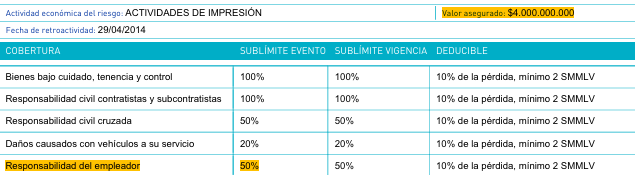 Actividad económica del riesgo: ACTIVIDADES DE IMPRESIÓN Valor asegurado: $4.000.000.000
Fecha de retroactividad: 29/04/2014
COBERTURA SUBLÍMITE EVENTO SUBLÍMITE VIGENCIA DEDUCIBLE
Bienes bajo cuidado, tenencia y control 100% 100% 10% de la pérdida, mínimo 2 SMMLV
Responsabilidad civil contratistas y subcontratistas 100% 100% 10% de la pérdida, mínimo 2 SMMLV
Responsabilidad civil cruzada 50% 50% 10% de la pérdida, mínimo 2 SMMLV
Daños causados con vehículos a su servicio 20% 20% 10% de la pérdida, mínimo 2 SMMLV
Responsabilidad del empleador 50% 50% 10% de la pérdida, mínimo 2 SMMLV